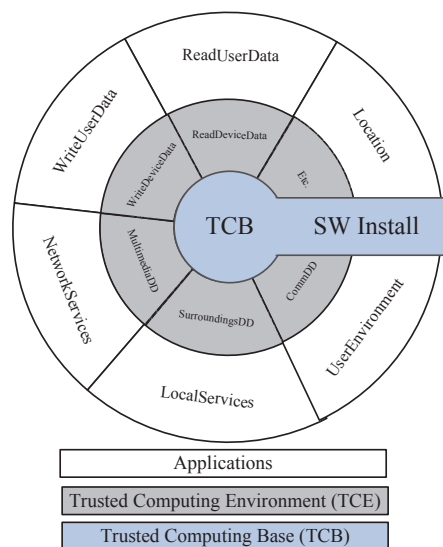 ReadUserData
Location
UserEnvironment
LocalServices
NetworkServices
WriteUserData
ReadDeviceData
Etc.
CommDD
SurroundingsDD
MultimediaDD
WriteDeviceData
TCB
SW Install
Applications
Trusted Computing Environment (TCE)
Trusted Computing Base (TCB)